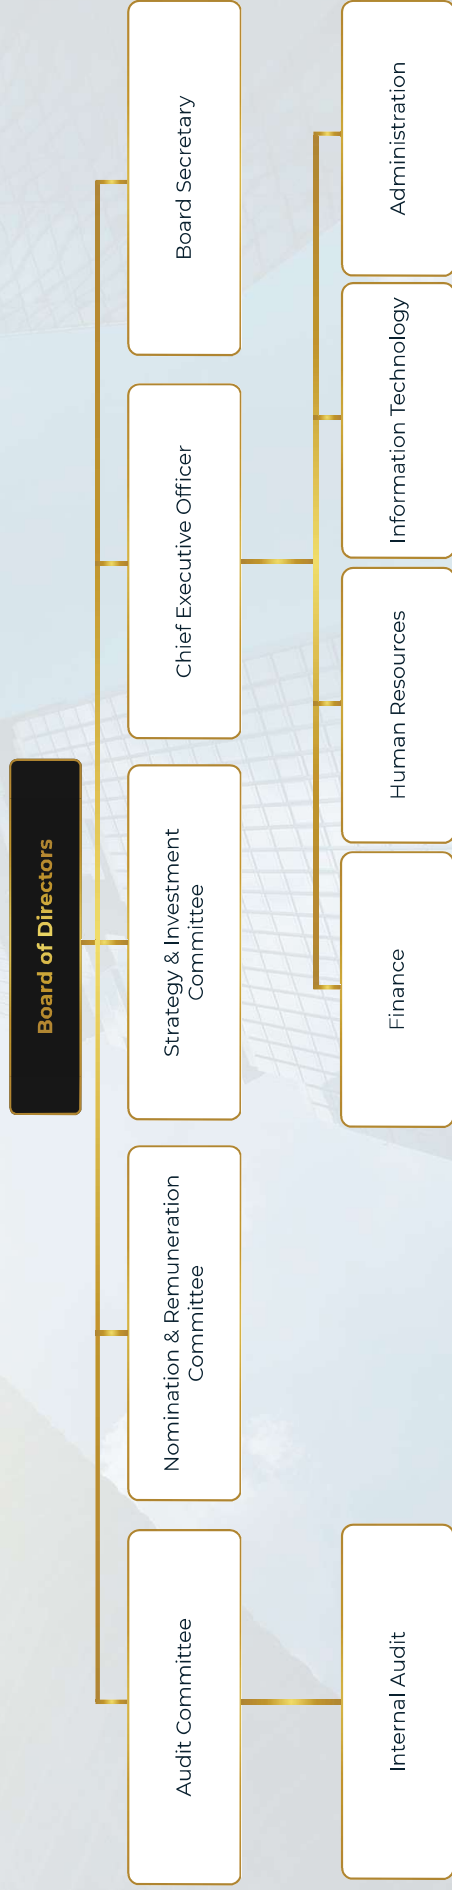 Board of Directors
Audit Committee
Nomination & Remuneration
Committee
Strategy & Investment
Committee
Chief Executive Officer
Board Secretary
Internal Audit
Finance
Human Resources
Information Technology
Administration